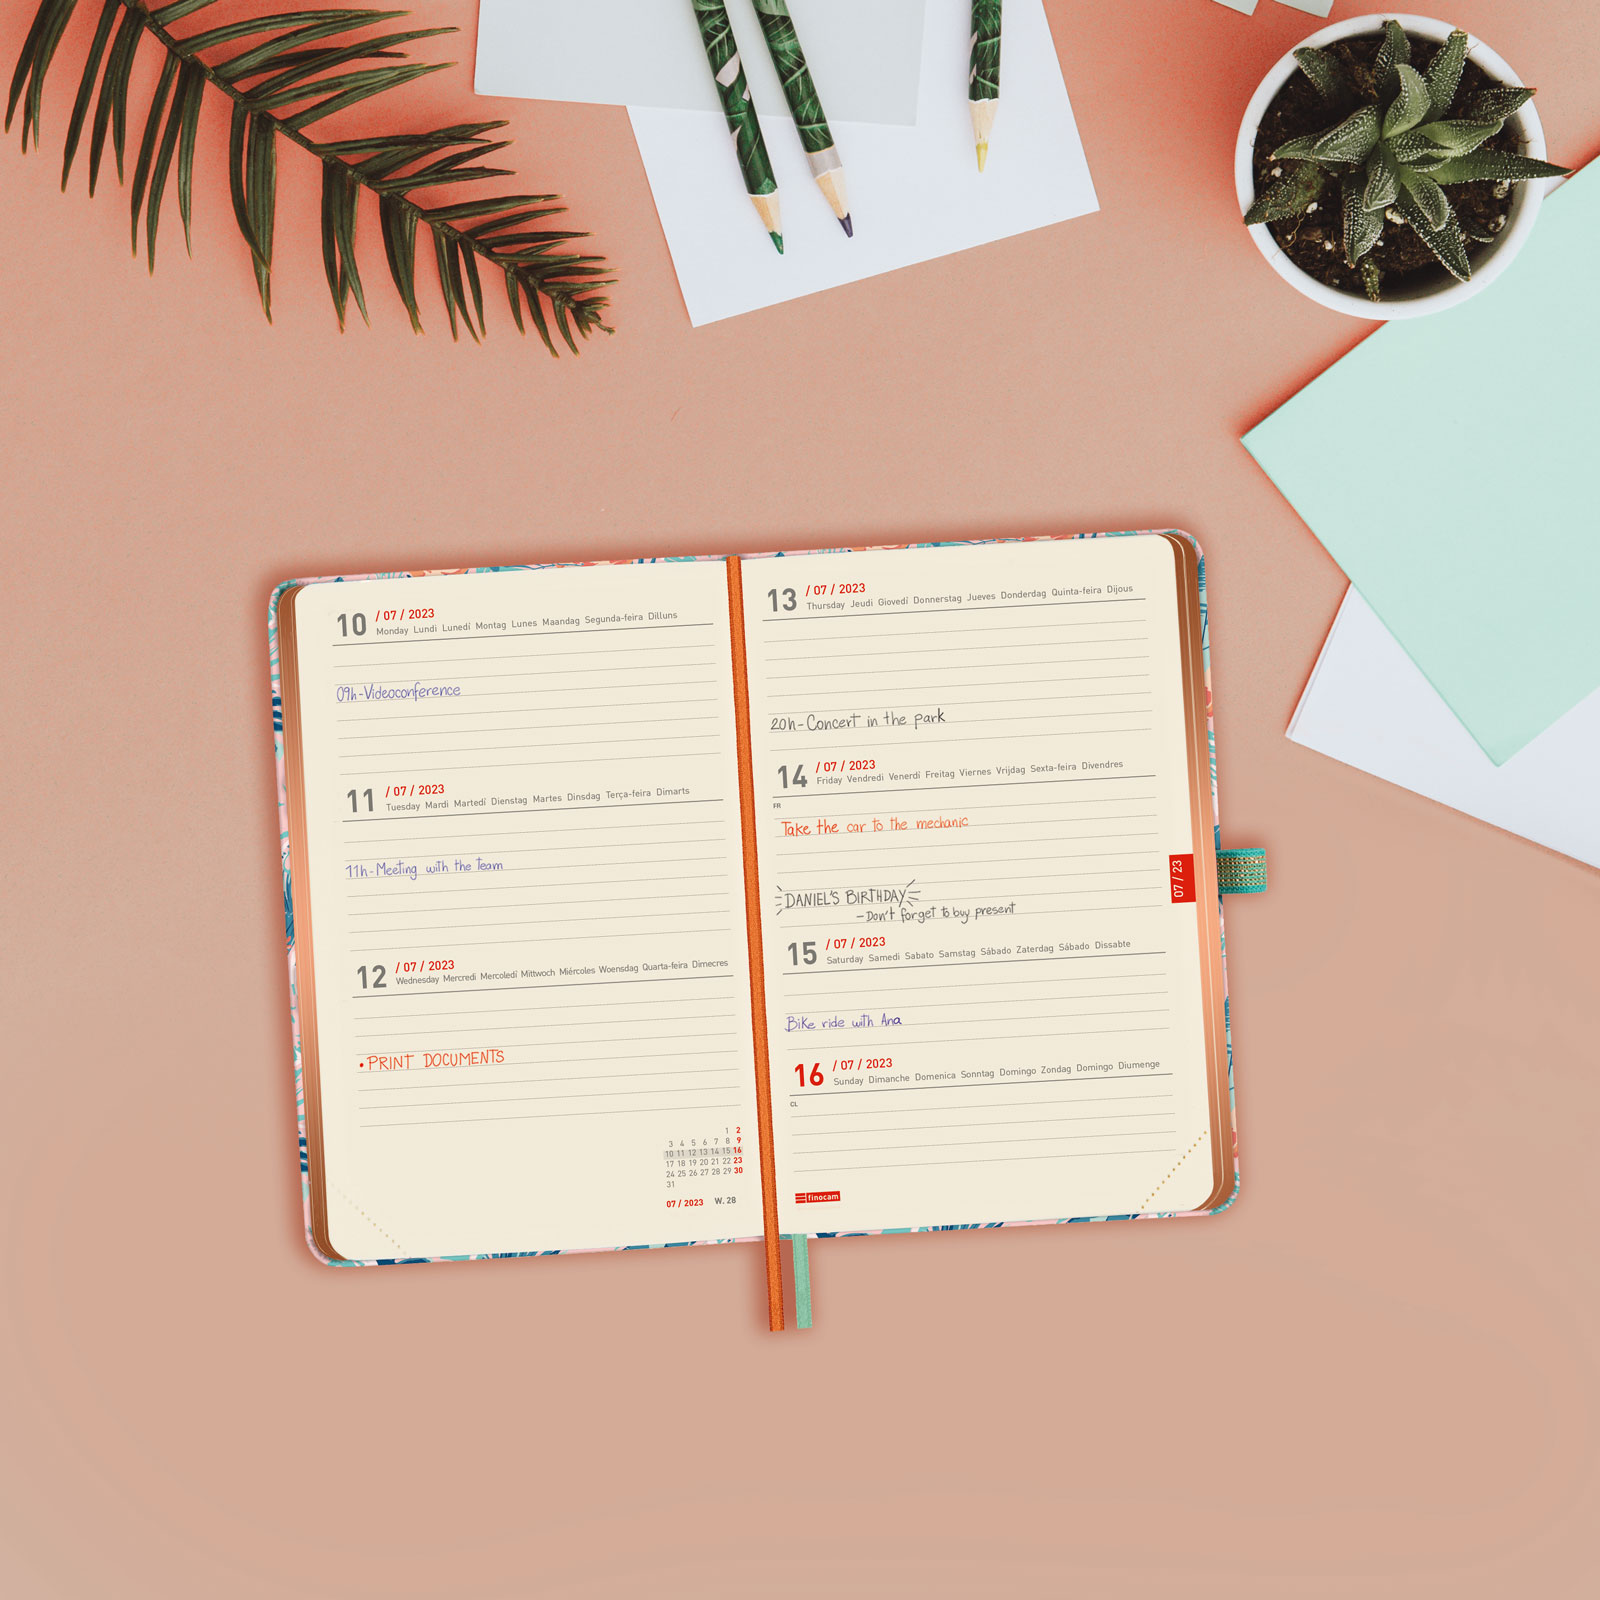 10 / 07 / 2023
Monday Lundi Lunedí Montag Lunes Maandag Segunda-feira Dilluns
09h-Videoconference
11 / 07 / 2023
Tuesday Mardi Martedí Dienstag Martes Dinsdag Terça-feira Dimarts
11h-Meeting with the team
12 / 07 / 2023
Wednesday Mercredi Mercoledí Mittwoch Miércoles Woensdag Quarta-feira Dimecres
• PRINT DOCUMENTS
1 2
3 4 5 6 7 8 9
10 11 12 13 14 15 16
17 18 19 20 21 22 23
24 25 26 27 28 29 30
31
07 / 2023 W. 28
13 / 07 / 2023
Thursday Jeudi Giovedí Donnerstag Jueves Donderdag Quinta-feira Dijous
20h-Concert in the park
14 / 07 / 2023
Friday Vendredi Venerdí Freitag Viernes Vrijdag Sexta-feira Divendres
FR
Take the car to the mechanic
DANIEL'S BIRTHDAY
-Don't forget to buy present
15 / 07 / 2023
Saturday Samedi Sabato Samstag Sábado Zaterdag Sábado Dissabte
Bike ride with Ana
16 / 07 / 2023
Sunday Dimanche Domenica Sonntag Domingo Zondag Domingo Diumenge
CL
finocam
07 / 23